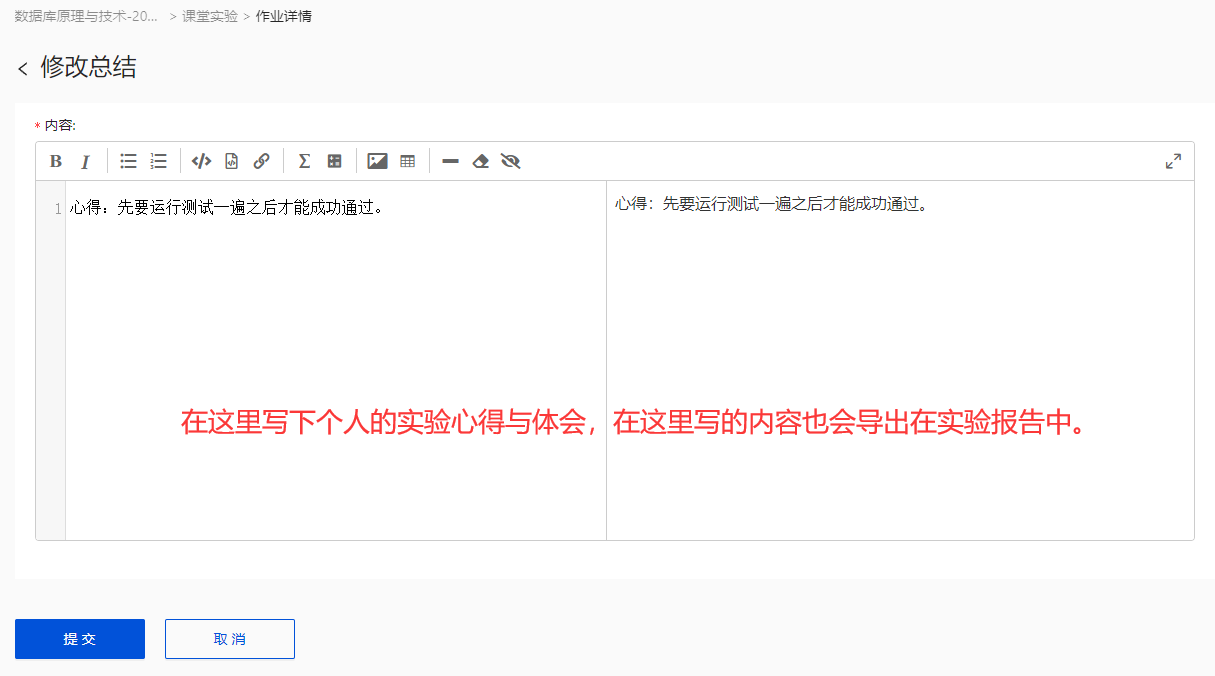 数据库原理与技术-20... > 课堂实验 > 作业详情
< 修改总结
* 内容:
B I
1 心得：先要运行测试一遍之后才能成功通过。
心得：先要运行测试一遍之后才能成功通过。
在这里写下个人的实验心得与体会，在这里写的内容也会导出在实验报告中。
提交 取消